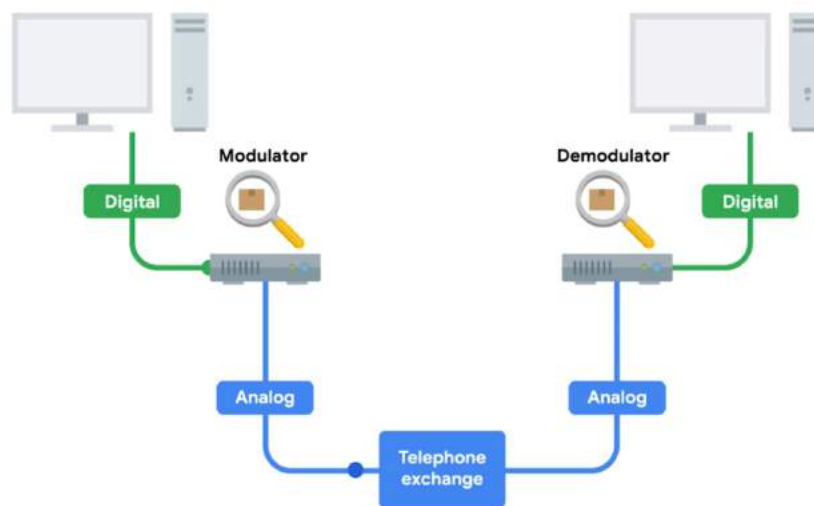 Modulator
Demodulator
Digital
Digital
Analog
Analog
Telephone
exchange